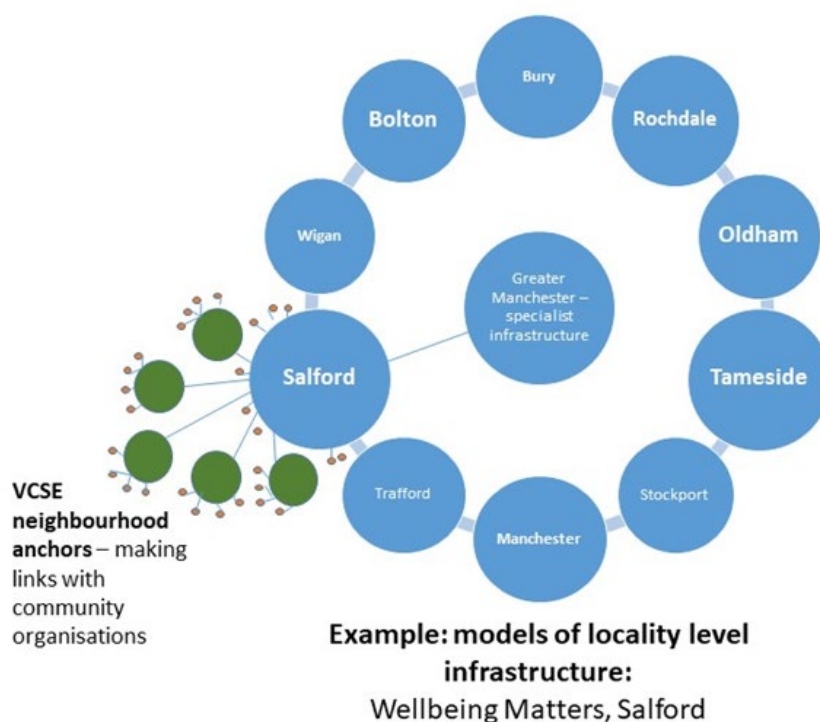 Bury
Bolton
Rochdale
Wigan
Oldham
Greater
Manchester –
specialist
infrastructure
Salford
Tameside
Trafford
Stockport
Manchester
VCSE
neighbourhood
anchors – making
links with
community
organisations
Example: models of locality level
infrastructure:
Wellbeing Matters, Salford